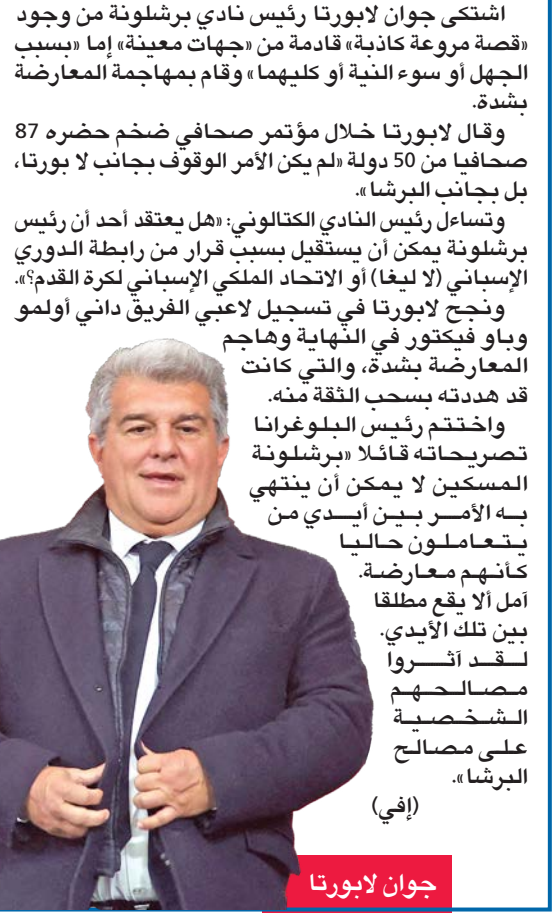 اشتكى جوان لابورتا رئيس نادي برشلونة من وجود
«قصة مروعة كاذبة» قادمة من «جهات معينة» إما «بسبب
الجهل أو سوء النية أو كليهما» وقام بمهاجمة المعارضة
بشدة.
وقال لابورتا خلال مؤتمر صحافي ضخم حضره 87
صحافيا من 50 دولة «لم يكن الأمر الوقوف بجانب لا بورتا،
بل بجانب البرشا».
وتساءل رئيس النادي الكتالوني: «هل يعتقد أحد أن رئيس
برشلونة يمكن أن يستقيل بسبب قرار من رابطة الدوري
الإسباني (لا ليغا) أو الاتحاد الملكي الإسباني لكرة القدم؟».
ونجح لابورتا في تسجيل لاعبي الفريق داني أولمو
وباو فيكتور في النهاية وهاجم
المعارضة بشدة، والتي كانت
قد هددته بسحب الثقة منه.
واختتم رئيس البلوغرانا
تصريحاته قائلا «برشلونة
المسكين لا يمكن أن ينتهي
به الأمر بين أيدي من
يتعاملون حاليا
كأنهم معارضة.
آمل ألا يقع مطلقا
بين تلك الأيدي.
لقد آثروا
مصالحهم
الشخصية
على مصالح
البرشا».
(إفي)
جوان لابورتا